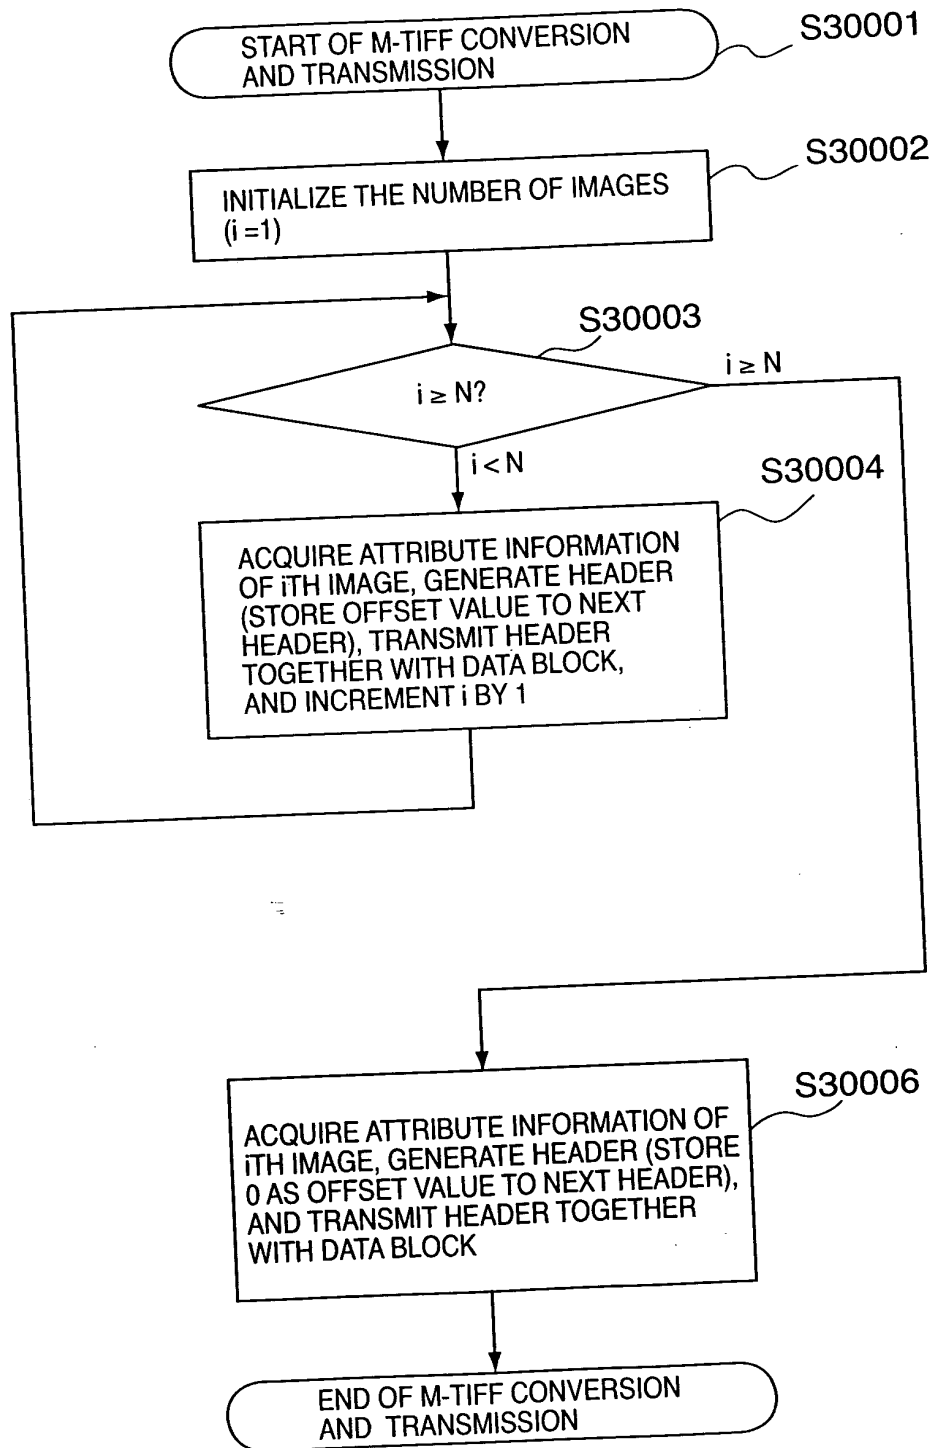 START OF M-TIFF CONVERSION
AND TRANSMISSION
S30001
S30002
INITIALIZE THE NUMBER OF IMAGES
(i =1)
S30003
i ≥ N?
i ≥ N
i < N
S30004
ACQUIRE ATTRIBUTE INFORMATION
OF iTH IMAGE, GENERATE HEADER
(STORE OFFSET VALUE TO NEXT
HEADER), TRANSMIT HEADER
TOGETHER WITH DATA BLOCK,
AND INCREMENT i BY 1
S30006
ACQUIRE ATTRIBUTE INFORMATION OF
iTH IMAGE, GENERATE HEADER (STORE
0 AS OFFSET VALUE TO NEXT HEADER),
AND TRANSMIT HEADER TOGETHER
WITH DATA BLOCK
END OF M-TIFF CONVERSION
AND TRANSMISSION